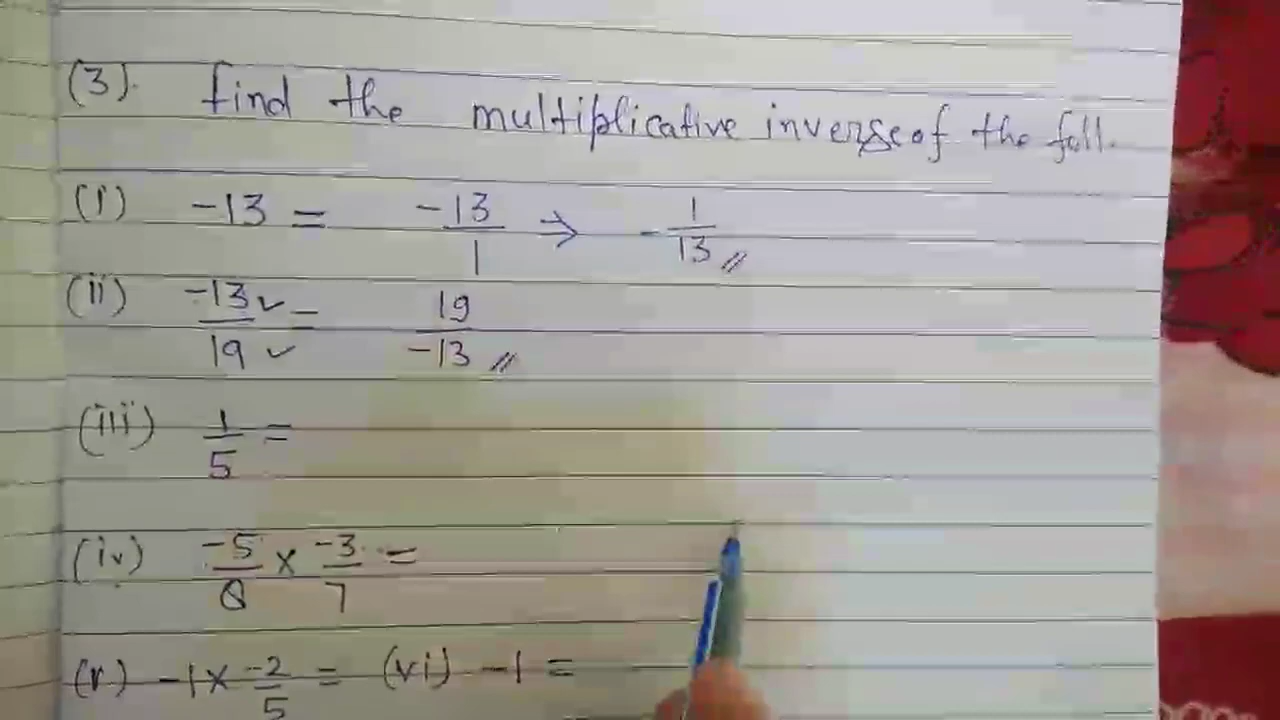 (3). find the multiplicative inverse of the foll.
(i) -13 = -13/1 → -1/13 //
(ii) -13/19 ✓ ✓ = 19/-13 //
(iii) 1/5 =
(iv) -5/8 × -3/7 =
(v) -1 × -2/5 = (vi) -1 =